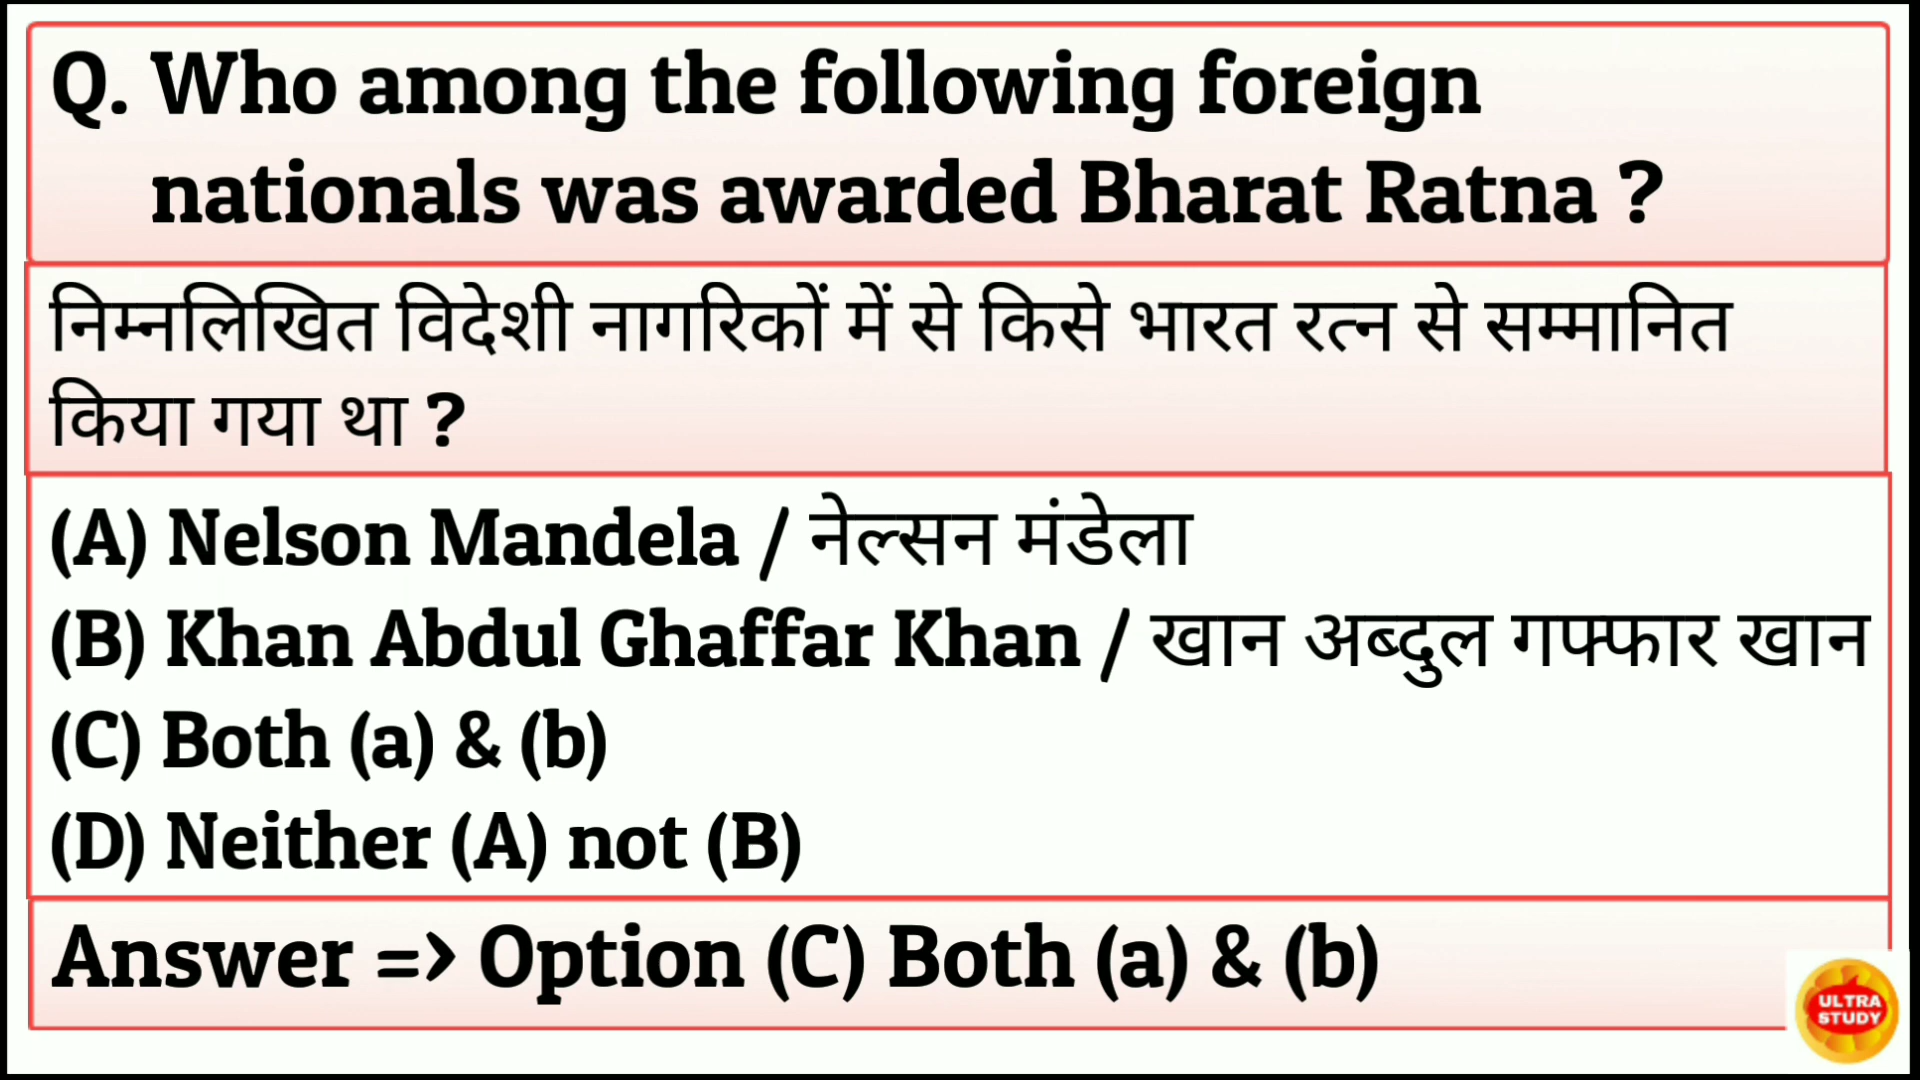 Q. Who among the following foreign
nationals was awarded Bharat Ratna ?
निम्नलिखित विदेशी नागरिकों में से किसे भारत रत्न से सम्मानित
किया गया था ?
(A) Nelson Mandela / नेल्सन मंडेला
(B) Khan Abdul Ghaffar Khan / खान अब्दुल गफ्फार खान
(C) Both (a) & (b)
(D) Neither (A) not (B)
Answer => Option (C) Both (a) & (b)
ULTRA
STUDY